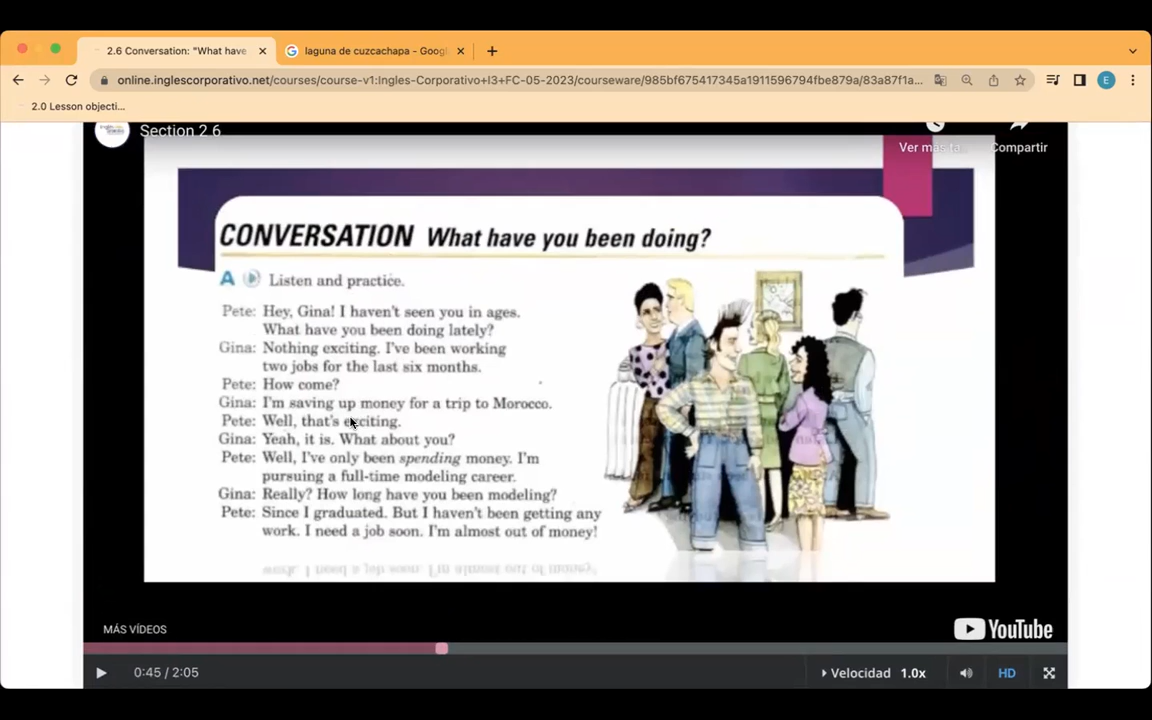 2.6 Conversation: "What have
laguna de cuzcachapa - Goog
online.inglescorporativo.net/courses/course-v1:Ingles-Corporativo+I3+FC-05-2023/courseware/985bf675417345a1911596794fbe879a/83a87f1a...
E
2.0 Lesson objecti...
Section 2 6
Ver más ta...
Compartir
CONVERSATION What have you been doing?
A Listen and practice.
Pete: Hey, Gina! I haven't seen you in ages.
What have you been doing lately?
Gina: Nothing exciting. I've been working
two jobs for the last six months.
Pete: How come?
Gina: I'm saving up money for a trip to Morocco.
Pete: Well, that's exciting.
Gina: Yeah, it is. What about you?
Pete: Well, I've only been spending money. I'm
pursuing a full-time modeling career.
Gina: Really? How long have you been modeling?
Pete: Since I graduated. But I haven't been getting any
work. I need a job soon. I'm almost out of money!
MÁS VÍDEOS
YouTube
0:45 / 2:05
Velocidad 1.0x
HD